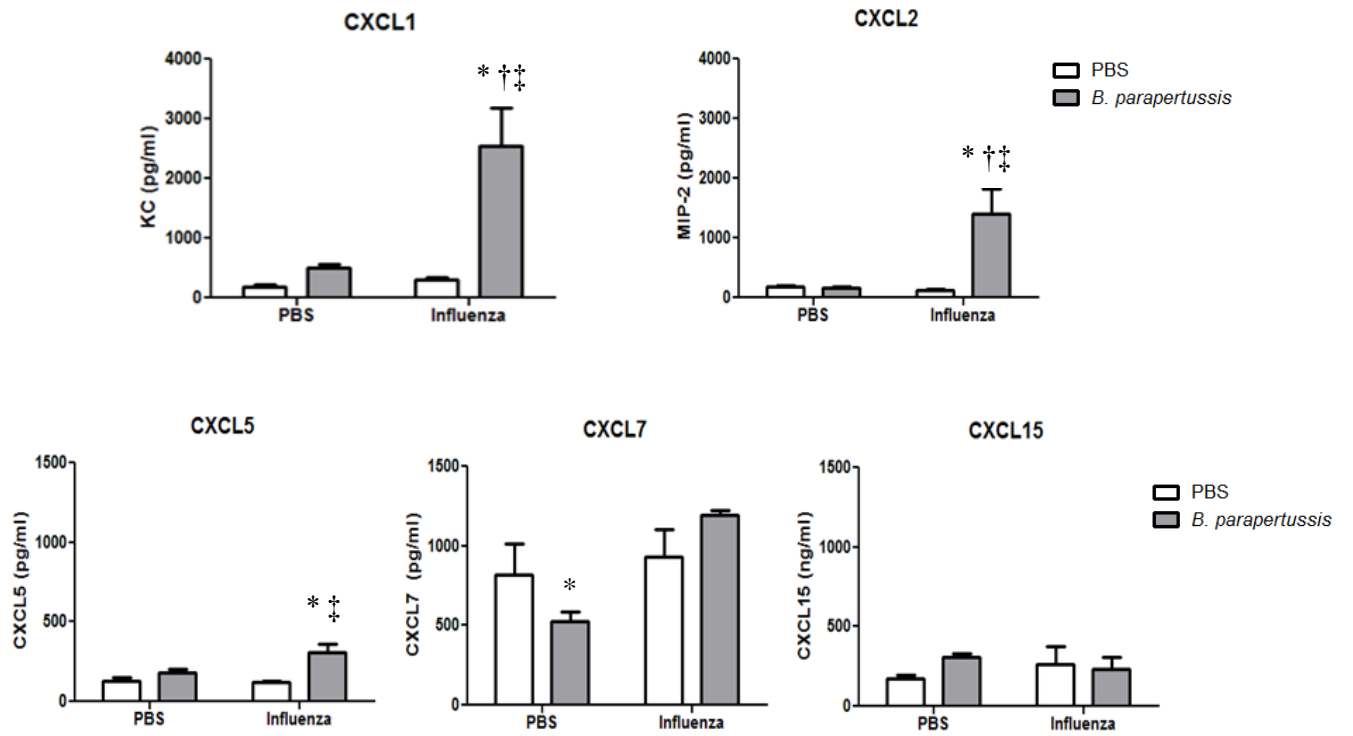 CXCL1
KC (pg/ml)
4000
3000
2000
1000
0
* †‡
PBS
Influenza
CXCL2
MIP-2 (pg/ml)
4000
3000
2000
1000
0
* †‡
PBS
Influenza
PBS
B. parapertussis
CXCL5
CXCL5 (pg/ml)
1500
1000
500
0
* ‡
PBS
Influenza
CXCL7
CXCL7 (pg/ml)
1500
1000
500
0
*
PBS
Influenza
CXCL15
CXCL15 (ng/ml)
1500
1000
500
0
PBS
Influenza
PBS
B. parapertussis